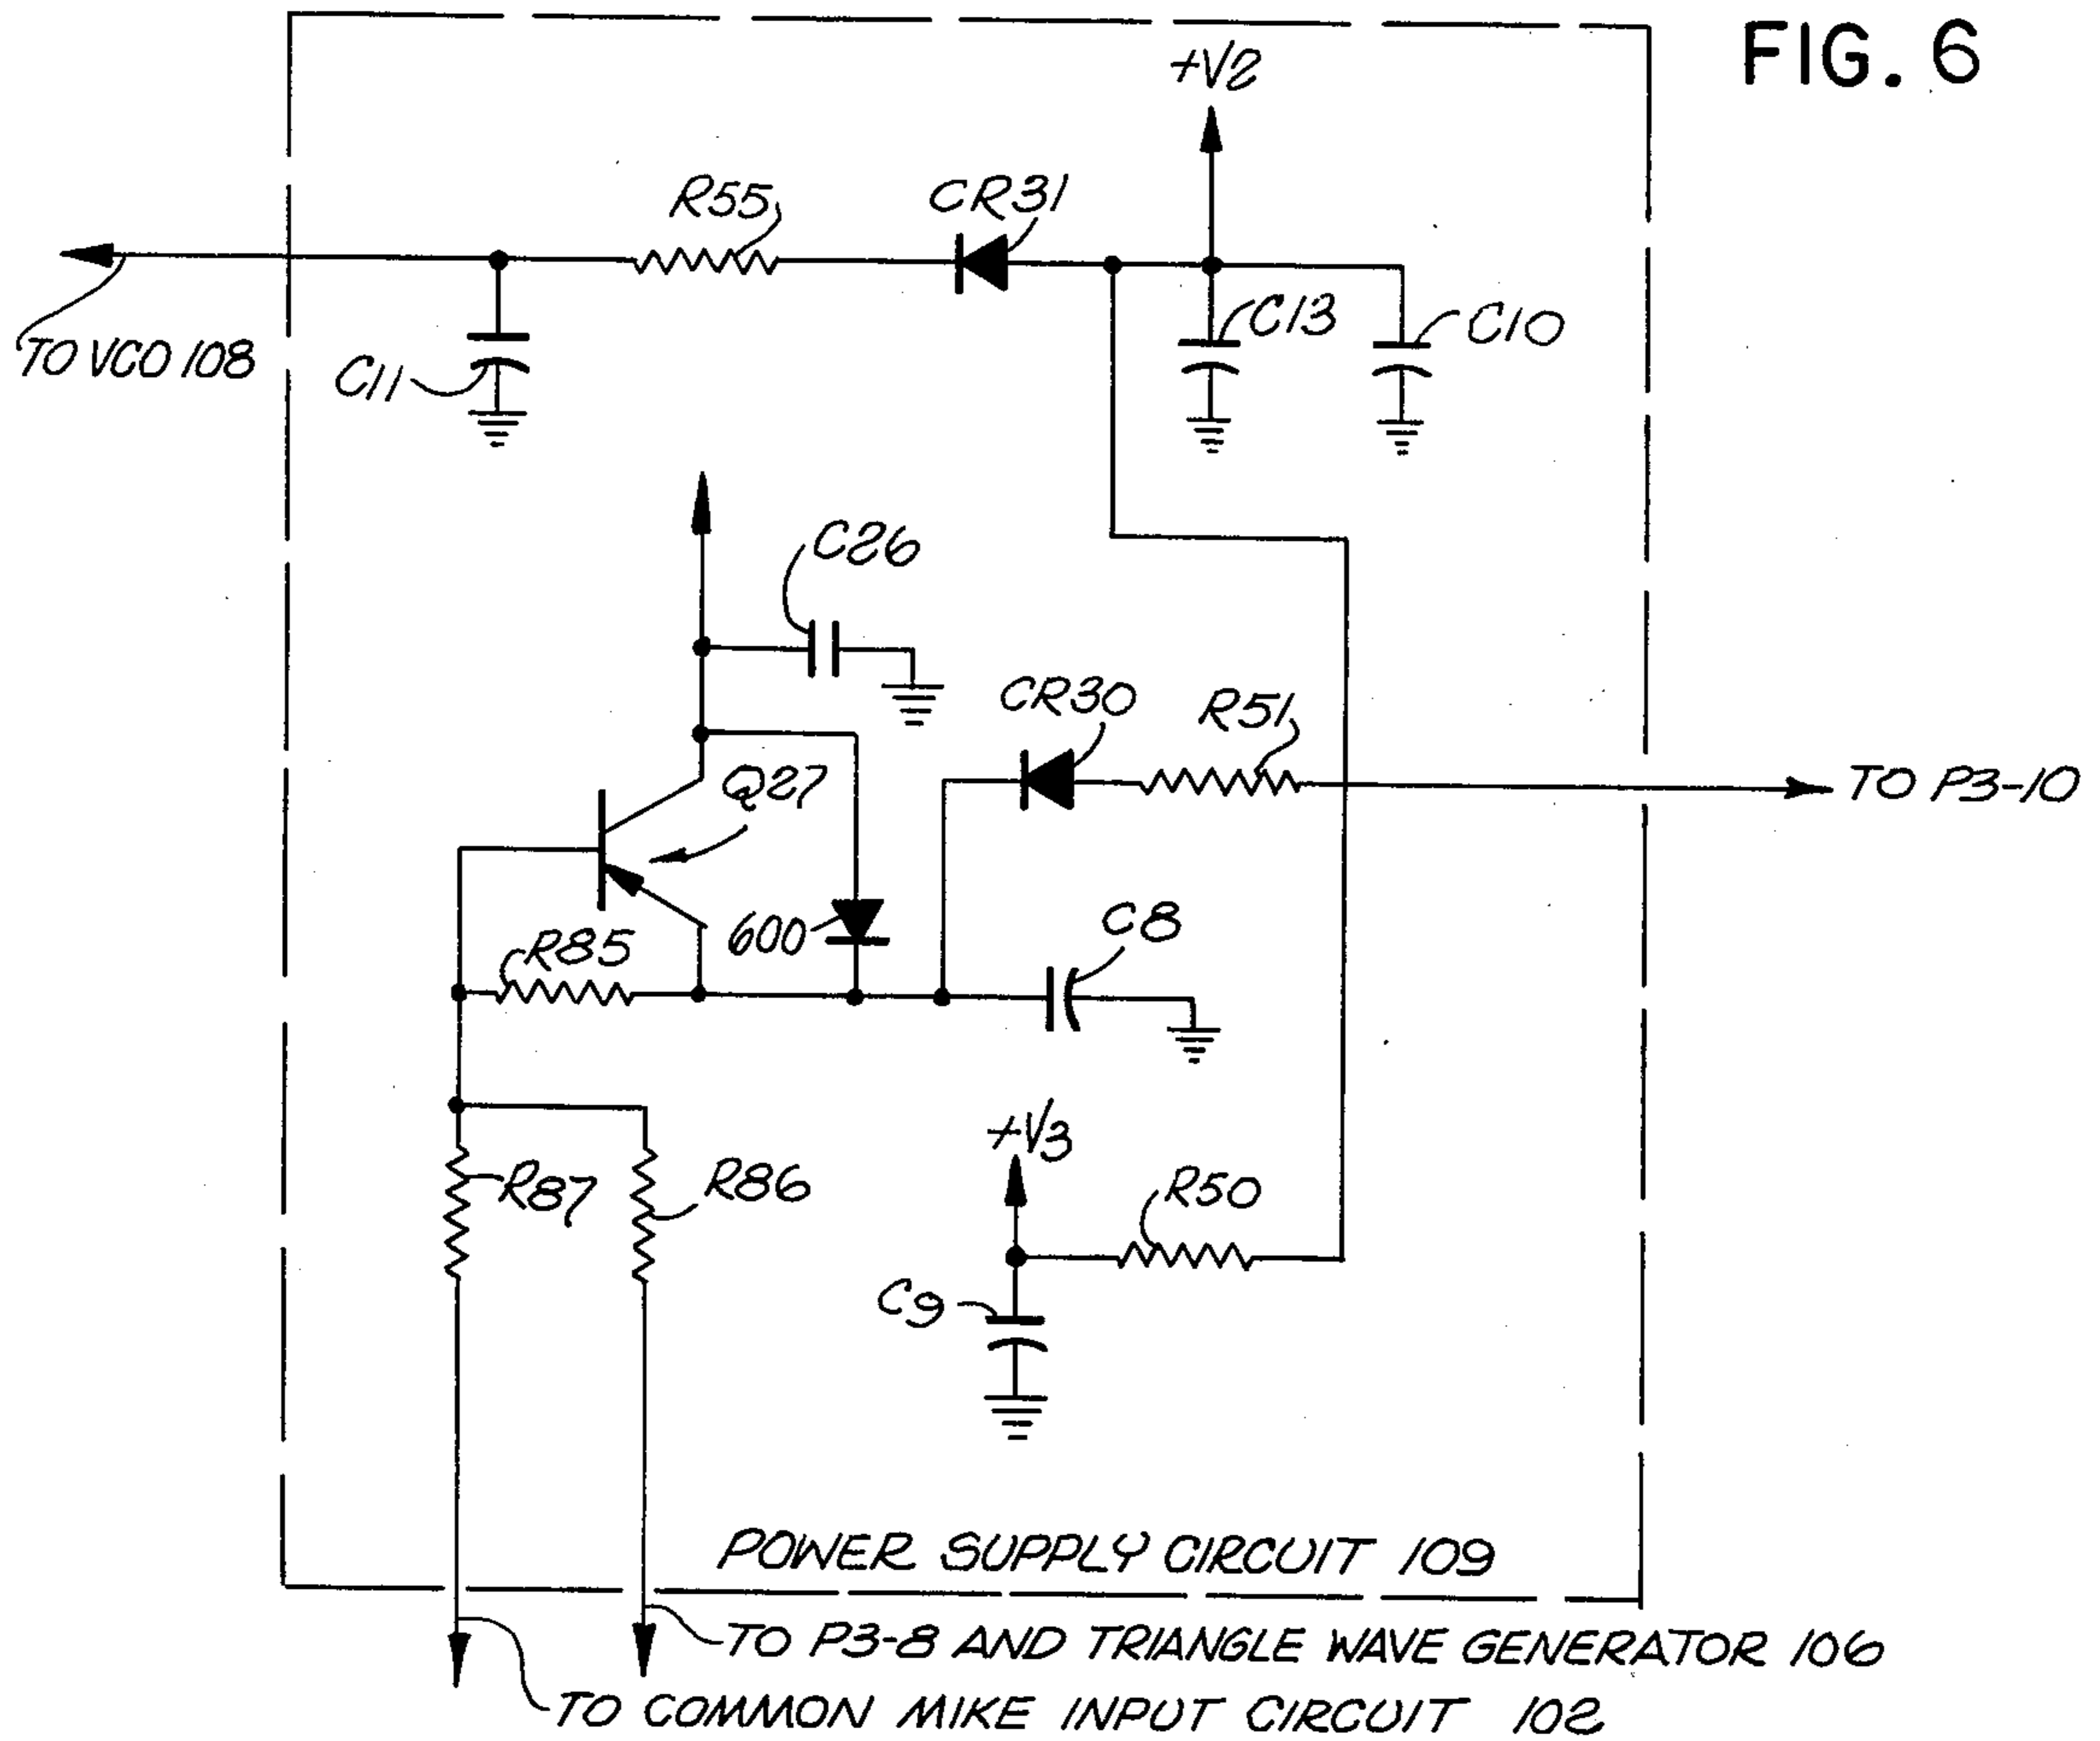 FIG. 6
+V2
R55
CR31
C13
C10
TO VCO 108
C11
C26
CR30
R51
Q27
TO P3-10
C8
600
R85
+V3
R87
R86
R50
C9
POWER SUPPLY CIRCUIT 109
TO P3-8 AND TRIANGLE WAVE GENERATOR 106
TO COMMON MIKE INPUT CIRCUIT 102